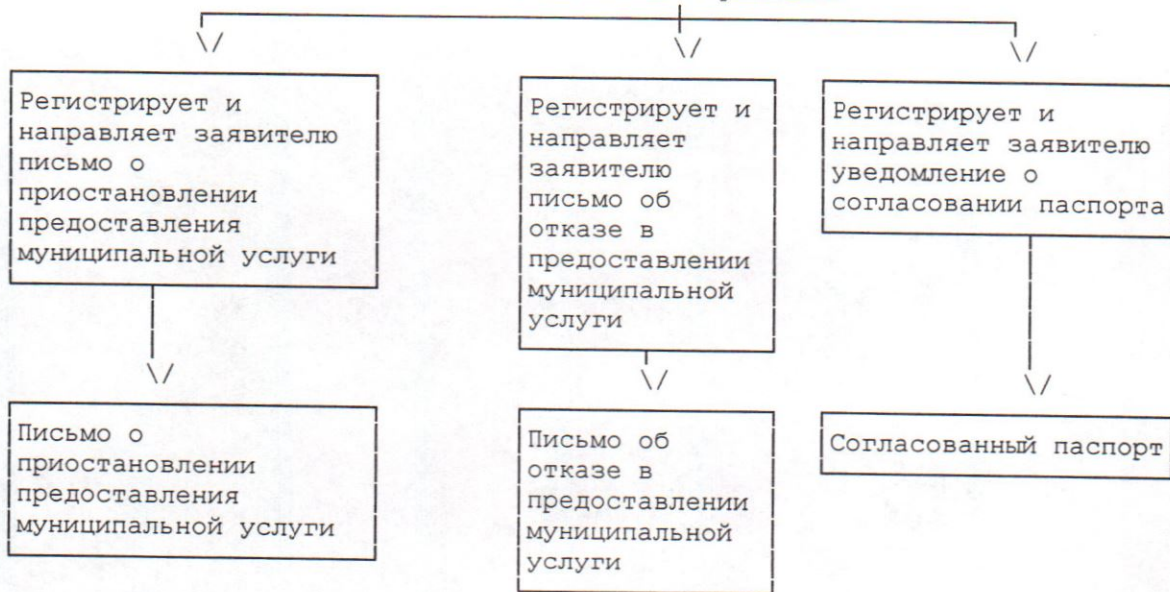 Регистрирует и
направляет заявителю
письмо о
приостановлении
предоставления
муниципальной услуги
Регистрирует и
направляет
заявителю
письмо об
отказе в
предоставлении
муниципальной
услуги
Регистрирует и
направляет заявителю
уведомление о
согласовании паспорта
Письмо о
приостановлении
предоставления
муниципальной услуги
Письмо об
отказе в
предоставлении
муниципальной
услуги
Согласованный паспорт